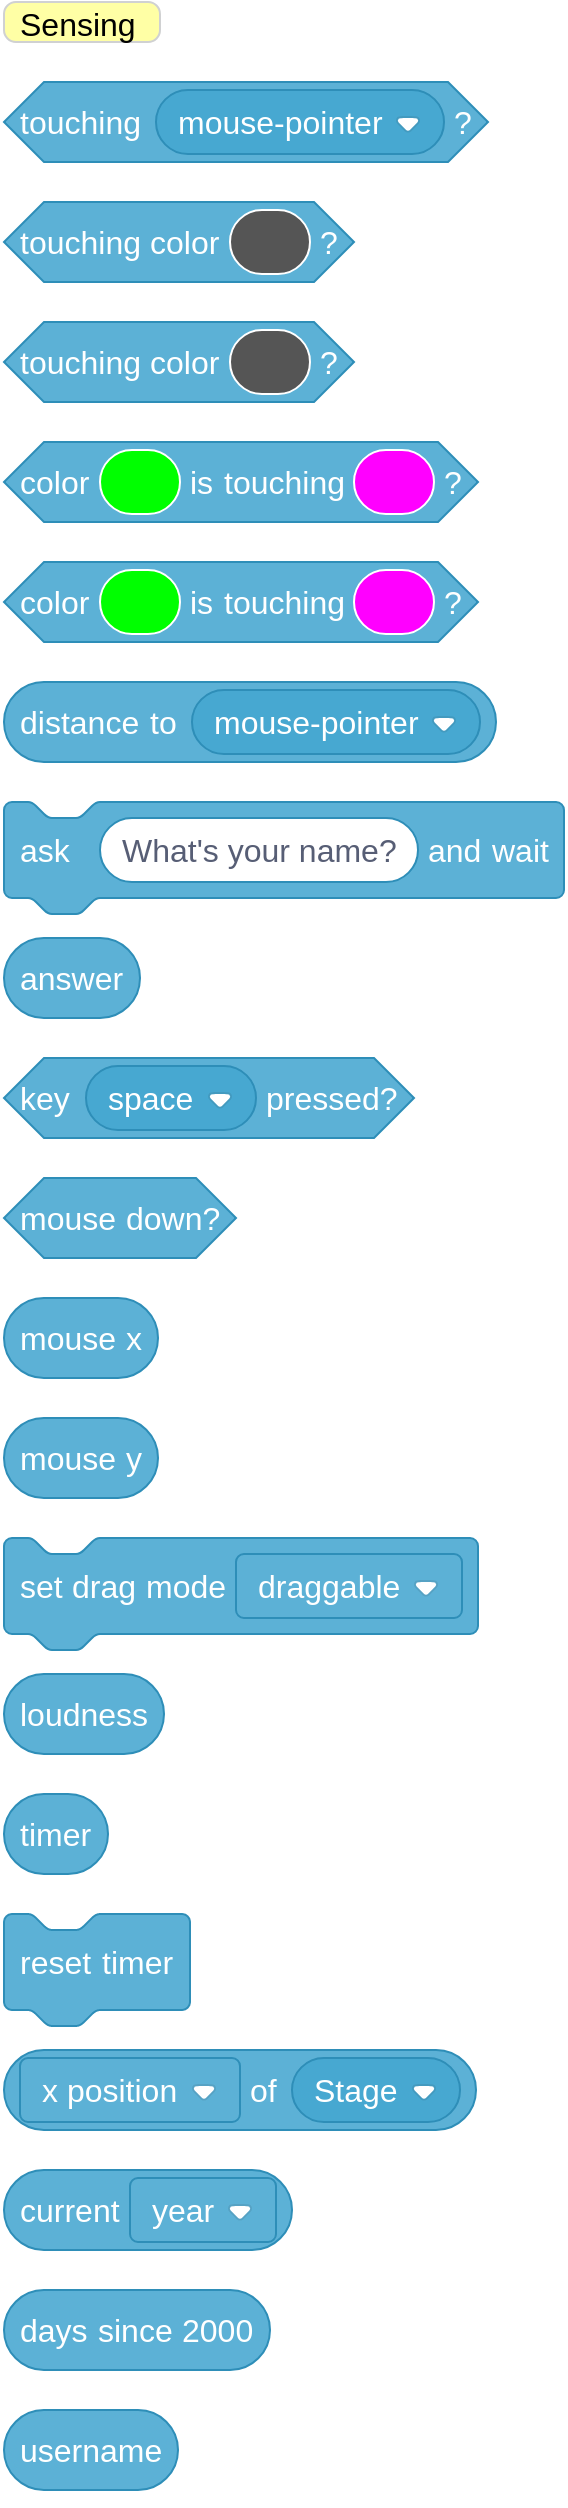 Sensing
touching mouse-pointer ?
touching color ?
touching color ?
color is touching ?
color is touching ?
distance to mouse-pointer
ask What's your name? and wait
answer
key space pressed?
mouse down?
mouse x
mouse y
set drag mode draggable
loudness
timer
reset timer
x position of Stage
current year
days since 2000
username